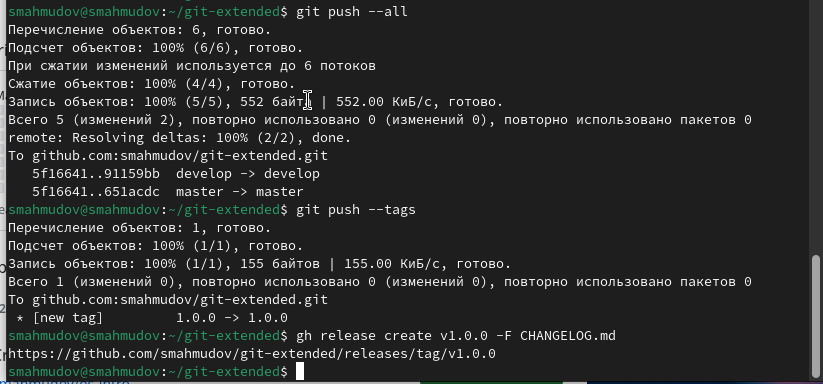 smahmudov@smahmudov:~/git-extended$ git push --all
Перечисление объектов: 6, готово.
Подсчет объектов: 100% (6/6), готово.
При сжатии изменений используется до 6 потоков
Сжатие объектов: 100% (4/4), готово.
Запись объектов: 100% (5/5), 552 байта | 552.00 КиБ/с, готово.
Всего 5 (изменений 2), повторно использовано 0 (изменений 0), повторно использовано пакетов 0
remote: Resolving deltas: 100% (2/2), done.
To github.com:smahmudov/git-extended.git
   5f16641..91159bb  develop -> develop
   5f16641..651acdc  master -> master
smahmudov@smahmudov:~/git-extended$ git push --tags
Перечисление объектов: 1, готово.
Подсчет объектов: 100% (1/1), готово.
Запись объектов: 100% (1/1), 155 байтов | 155.00 КиБ/с, готово.
Всего 1 (изменений 0), повторно использовано 0 (изменений 0), повторно использовано пакетов 0
To github.com:smahmudov/git-extended.git
 * [new tag]         1.0.0 -> 1.0.0
smahmudov@smahmudov:~/git-extended$ gh release create v1.0.0 -F CHANGELOG.md
https://github.com/smahmudov/git-extended/releases/tag/v1.0.0
smahmudov@smahmudov:~/git-extended$